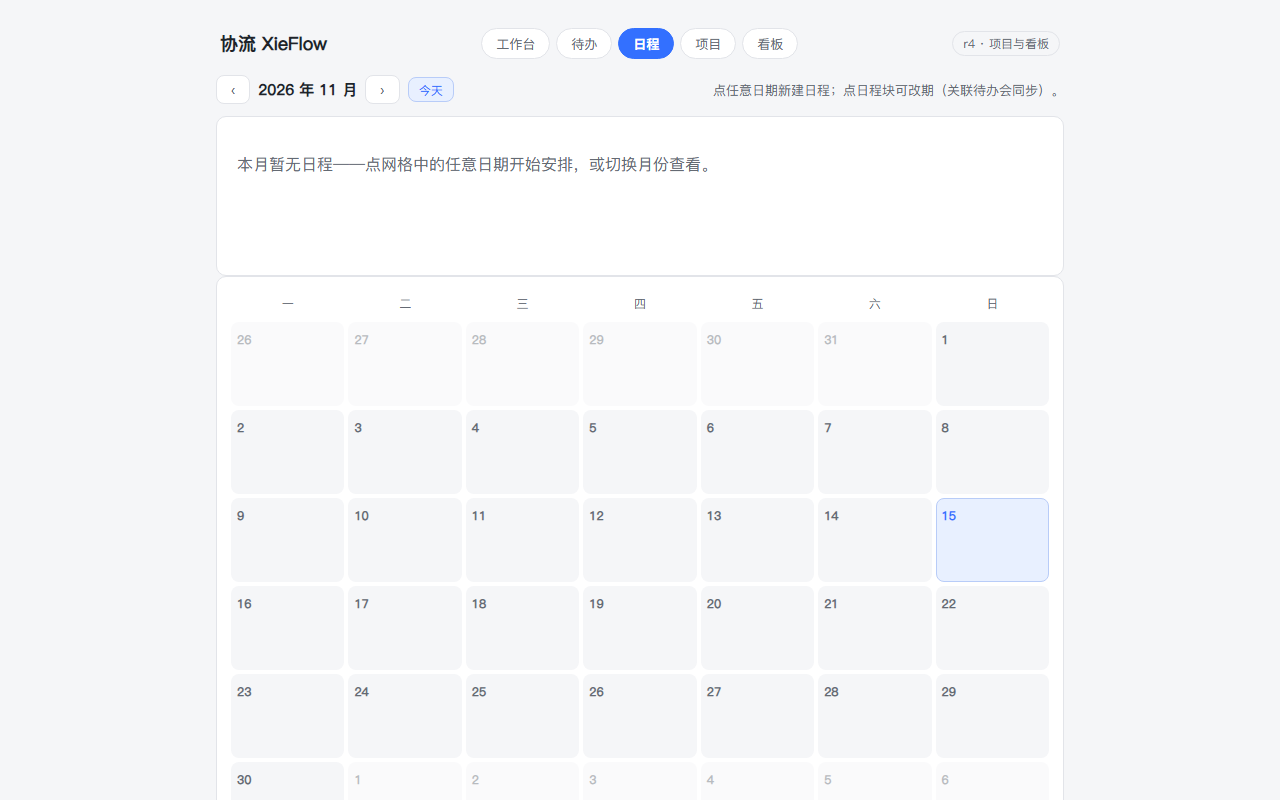 协流 XieFlow
工作台 待办 日程 项目 看板
r4 · 项目与看板
‹ 2026 年 11 月 › 今天
点任意日期新建日程；点日程块可改期（关联待办会同步）。
本月暂无日程——点网格中的任意日期开始安排，或切换月份查看。
一 二 三 四 五 六 日
26 27 28 29 30 31 1
2 3 4 5 6 7 8
9 10 11 12 13 14 15
16 17 18 19 20 21 22
23 24 25 26 27 28 29
30 1 2 3 4 5 6